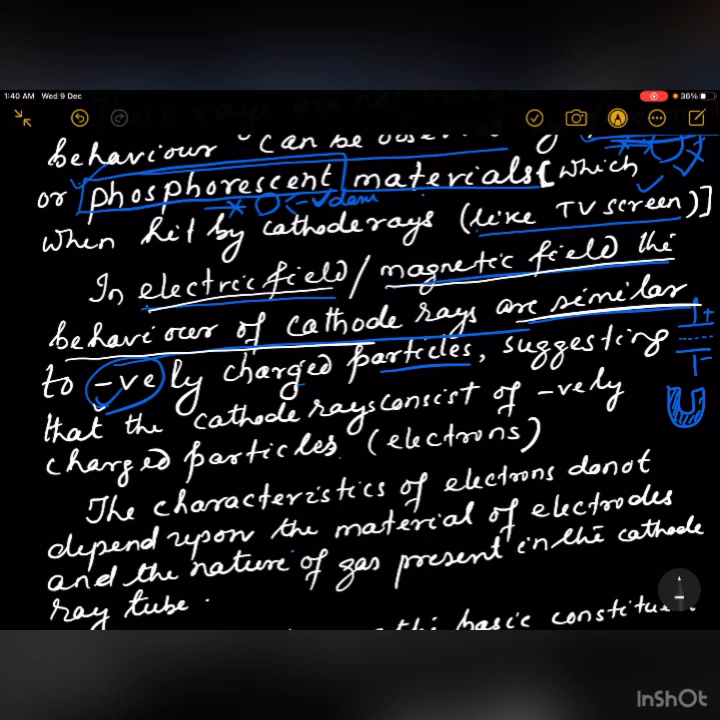 1:40 AM Wed 9 Dec
36%
behaviour can be
or phosphorescent materials [which
when hit by cathode rays (like TV screen)]
In electric field / magnetic field the
behaviour of cathode rays are similar
to -vely charged particles, suggesting
that the cathode rays consist of -vely
charged particles (electrons)
The characteristics of electrons donot
depend upon the material of electrodes
and the nature of gas present in the cathode
ray tube.
the basic
InShOt